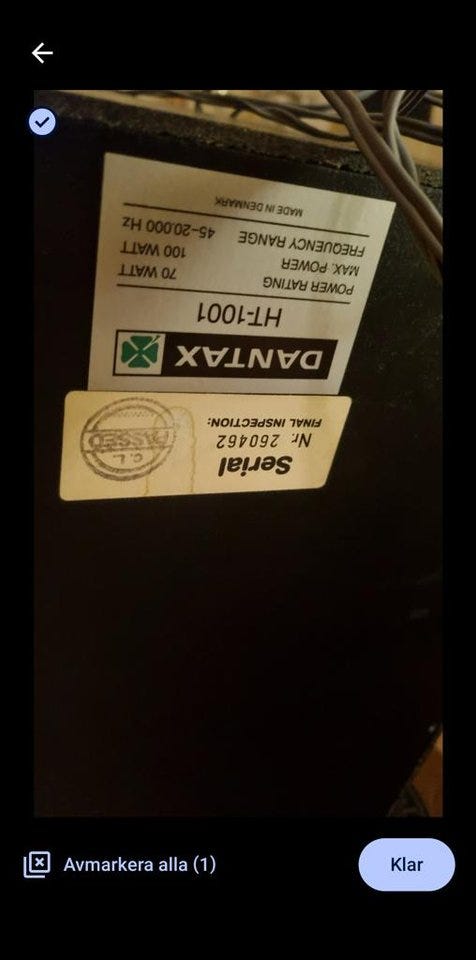 DANTAX
HT-1001
POWER RATING 70 WATT
MAX. POWER 100 WATT
FREQUENCY RANGE 45-20.000 Hz
MADE IN DENMARK
Serial
Nr. 260462
FINAL INSPECTION:
C. L.
PASSED
Avmarkera alla (1)
Klar